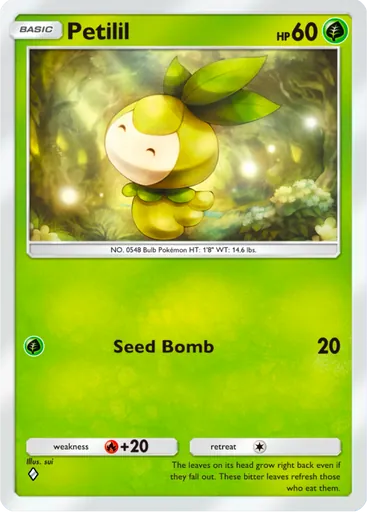 BASIC Petilil HP 60
NO. 0548 Bulb Pokémon HT: 1'8" WT: 14.6 lbs.
Seed Bomb 20
weakness +20 retreat
Illus. sui
The leaves on its head grow right back even if
they fall out. These bitter leaves refresh those
who eat them.